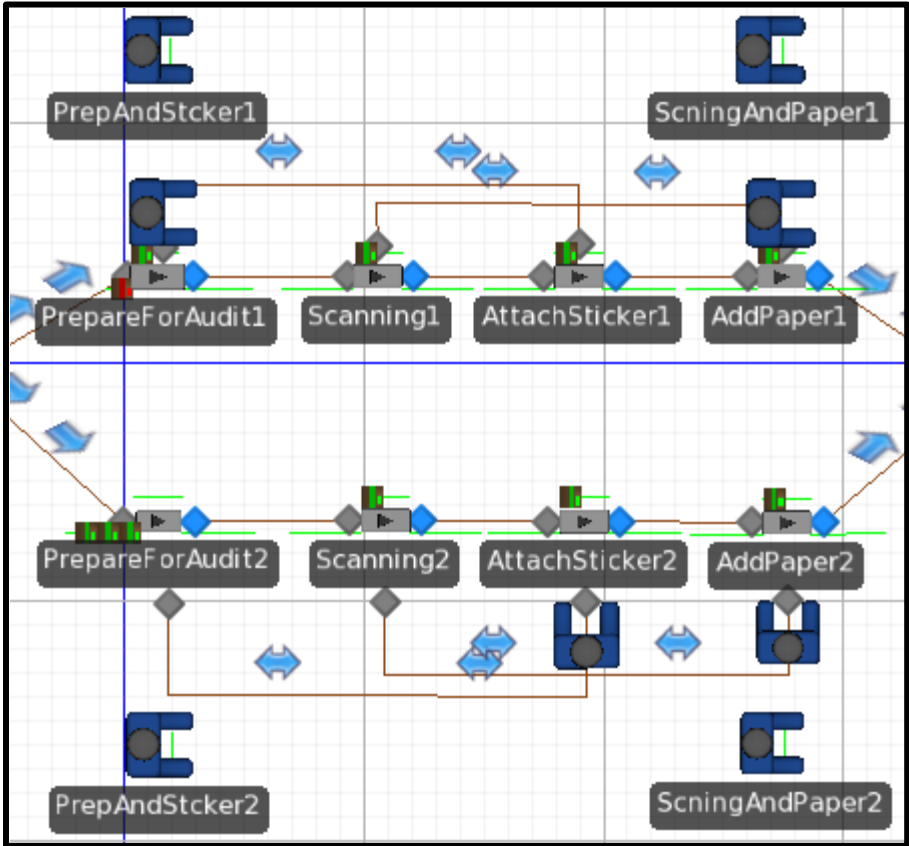 PrepAndStcker1
ScningAndPaper1
PrepareForAudit1
Scanning1
AttachSticker1
AddPaper1
PrepareForAudit2
Scanning2
AttachSticker2
AddPaper2
PrepAndStcker2
ScningAndPaper2